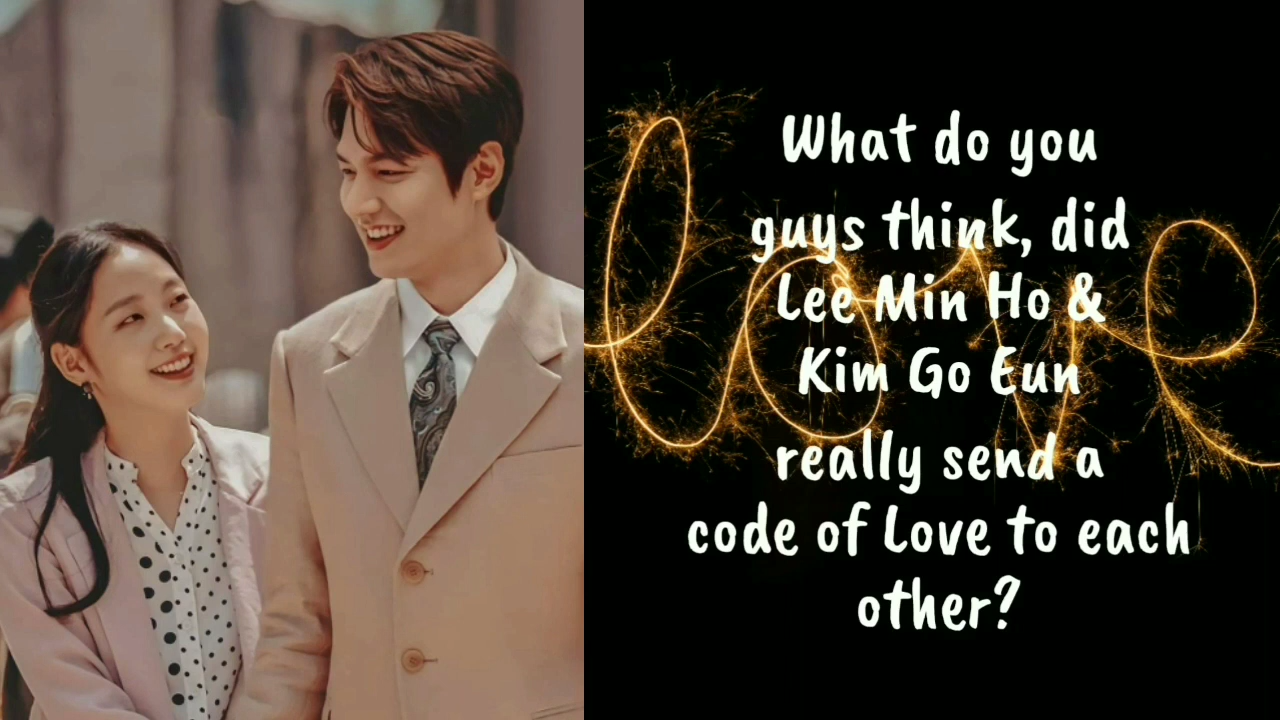 What do you
guys think, did
Lee Min Ho &
Kim Go Eun
really send a
code of Love to each
other?
love